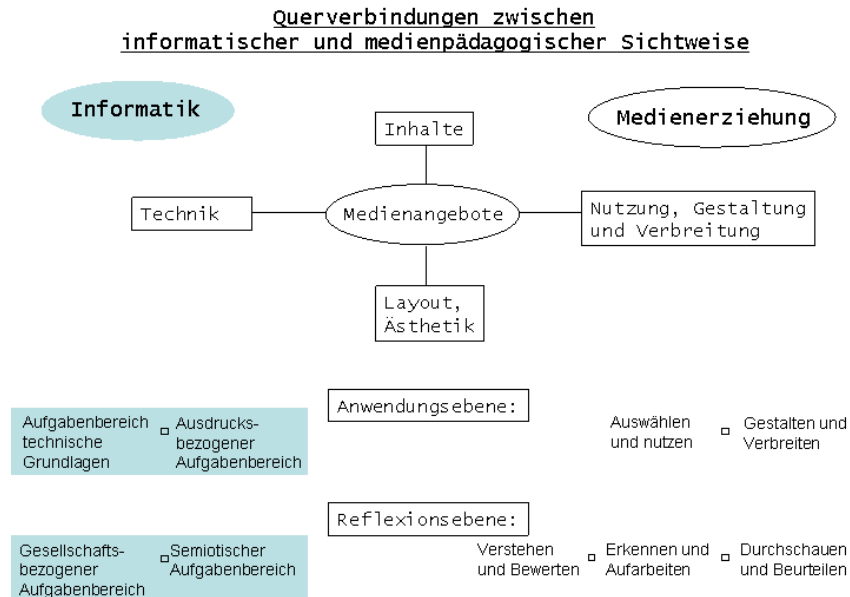 Querverbindungen zwischen
informatischer und medienpädagogischer Sichtweise
Informatik
Medienerziehung
Inhalte
Technik
Medienangebote
Nutzung, Gestaltung
und Verbreitung
Layout,
Ästhetik
Anwendungsebene:
Aufgabenbereich
technische
Grundlagen
Ausdrucks-
bezogener
Aufgabenbereich
Auswählen
und nutzen
Gestalten und
Verbreiten
Reflexionsebene:
Gesellschafts-
bezogener
Aufgabenbereich
Semiotischer
Aufgabenbereich
Verstehen
und Bewerten
Erkennen und
Aufarbeiten
Durchschauen
und Beurteilen